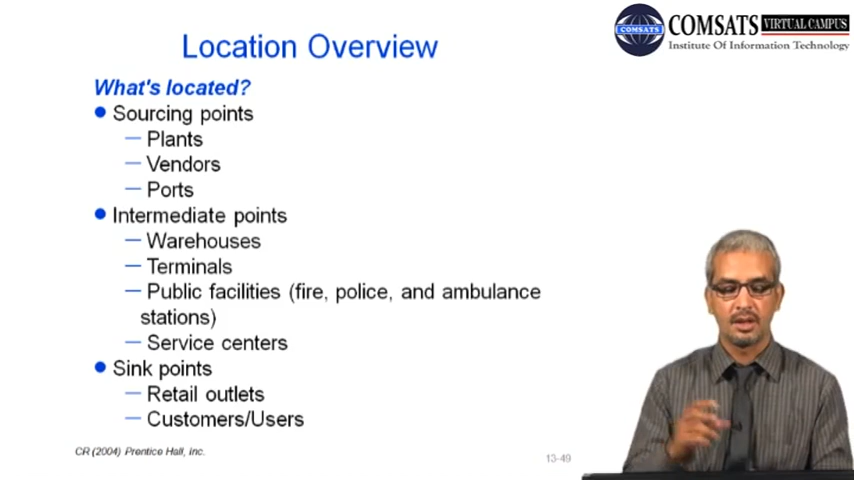 Location Overview
COMSATS VIRTUAL CAMPUS
COMSATS
Institute Of Information Technology
What's located?
Sourcing points
— Plants
— Vendors
— Ports
Intermediate points
— Warehouses
— Terminals
— Public facilities (fire, police, and ambulance
stations)
— Service centers
Sink points
— Retail outlets
— Customers/Users
CR (2004) Prentice Hall, Inc.
13-49